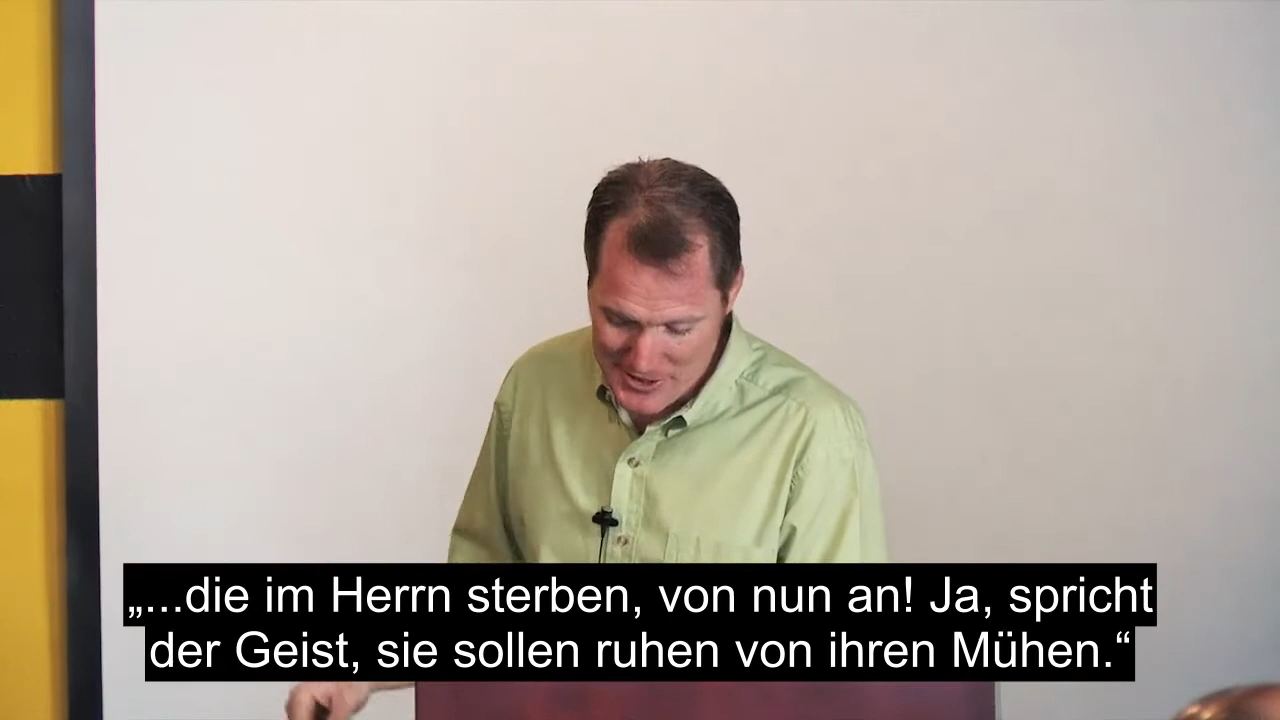 „...die im Herrn sterben, von nun an! Ja, spricht
der Geist, sie sollen ruhen von ihren Mühen.“